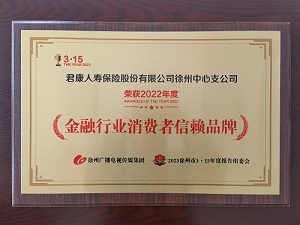 3·15
THE YEAR 2023
君康人寿保险股份有限公司徐州中心支公司
荣获2022年度
AWARDED OF THE YEAR 2022
金融行业消费者信赖品牌
徐州广播电视传媒集团 2023徐州市3·15年度报告组委会